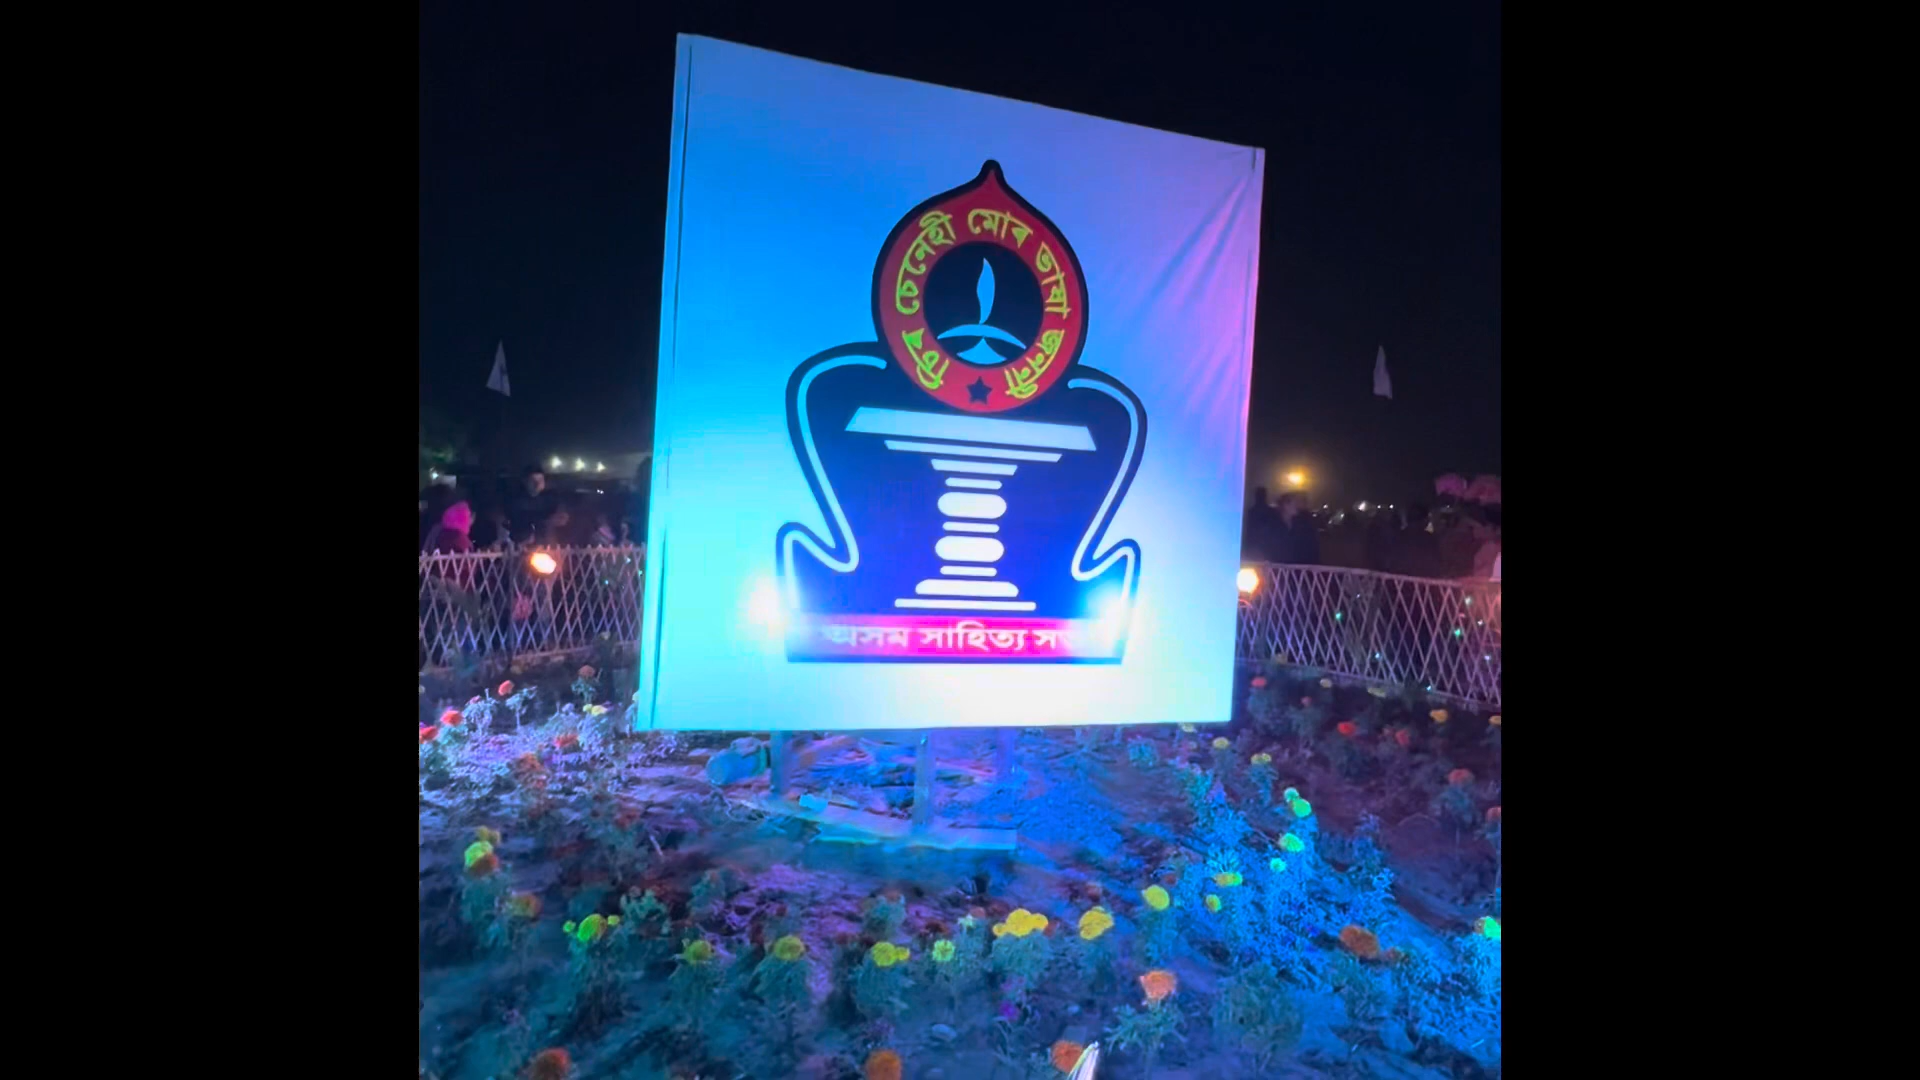 চিৰ চেনেহী মোৰ ভাষা জননী
অসম সাহিত্য